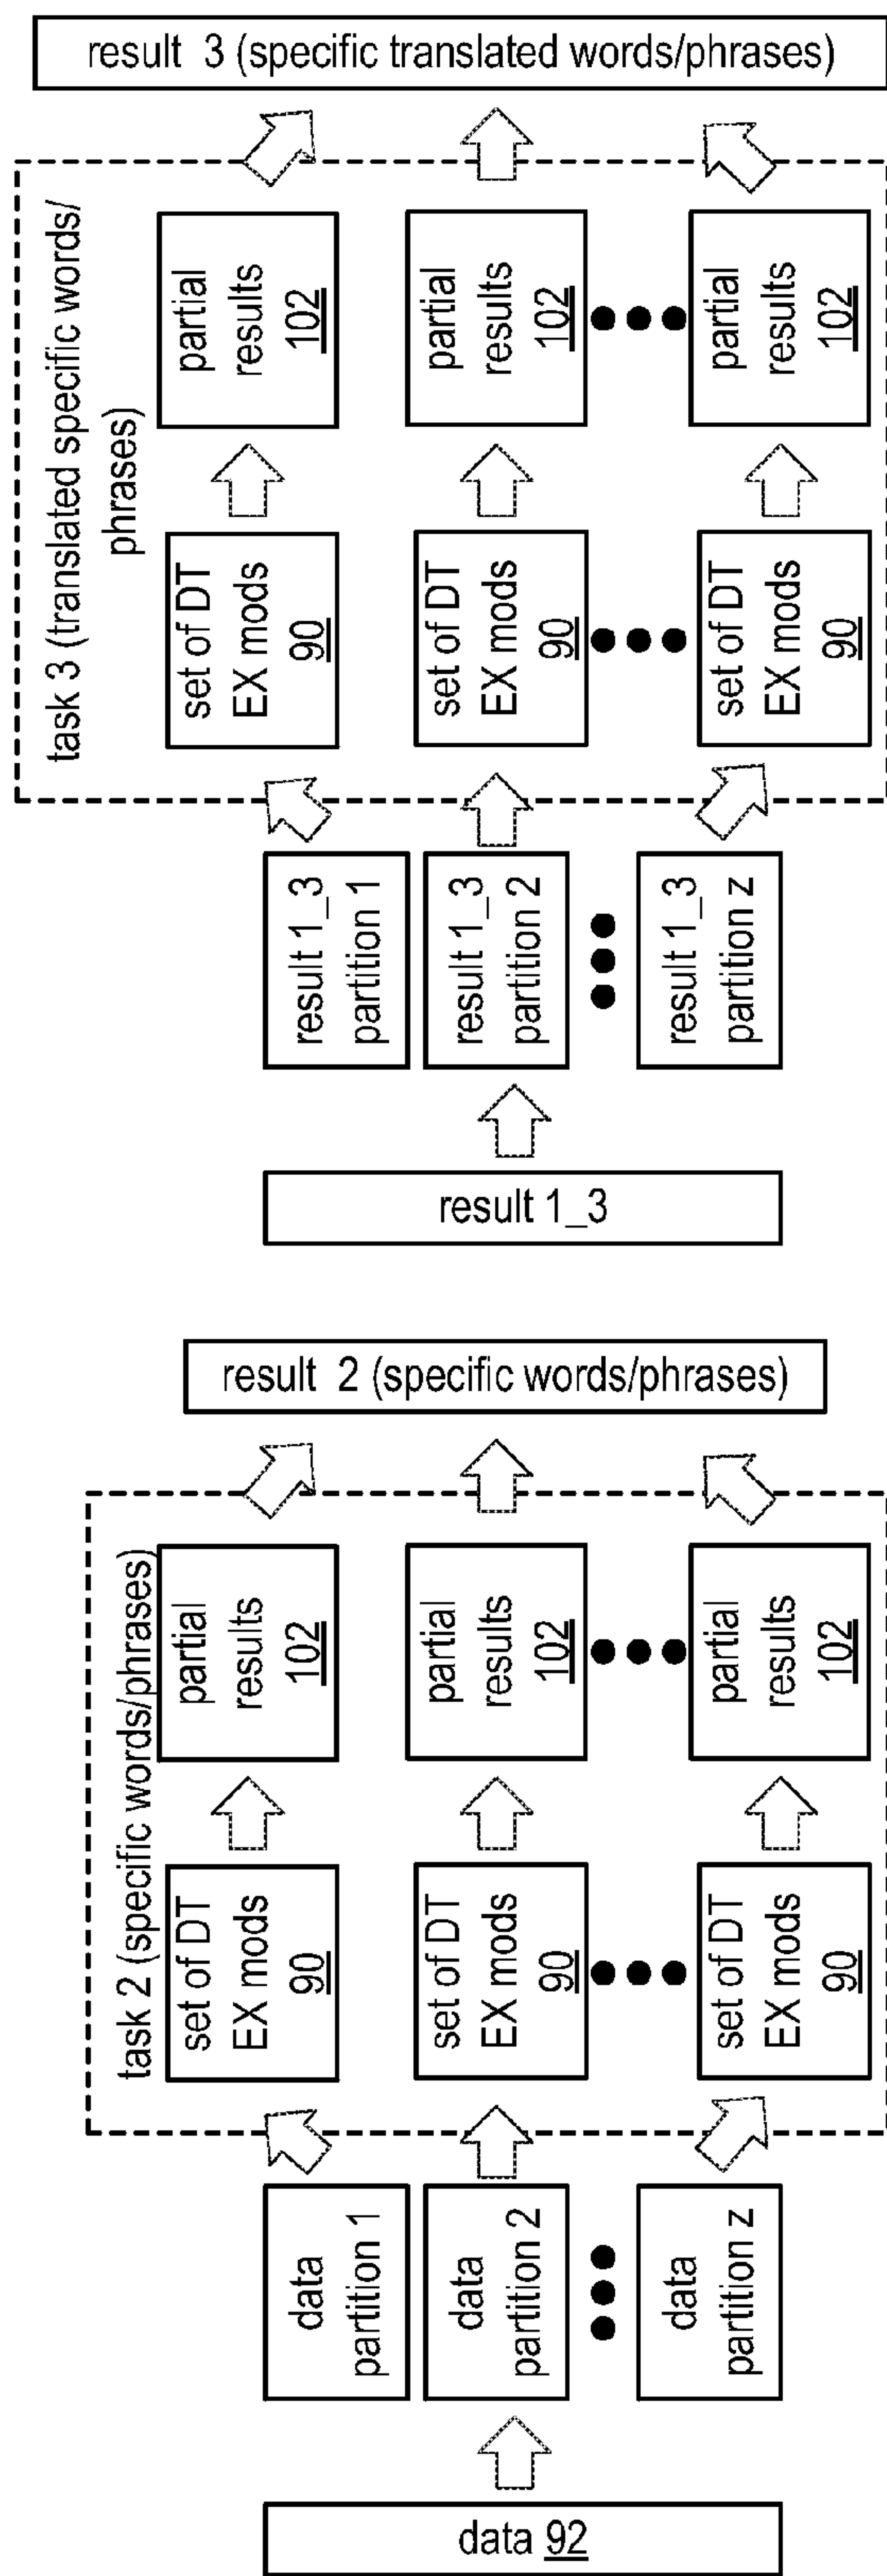 data 92
data
partition 1
data
partition 2
data
partition z
task 2 (specific words/phrases)
set of DT
EX mods
90
partial
results
102
set of DT
EX mods
90
partial
results
102
set of DT
EX mods
90
partial
results
102
result 2 (specific words/phrases)
result 1_3
result 1_3
partition 1
result 1_3
partition 2
result 1_3
partition z
task 3 (translated specific words/
phrases)
set of DT
EX mods
90
partial
results
102
set of DT
EX mods
90
partial
results
102
set of DT
EX mods
90
partial
results
102
result 3 (specific translated words/phrases)